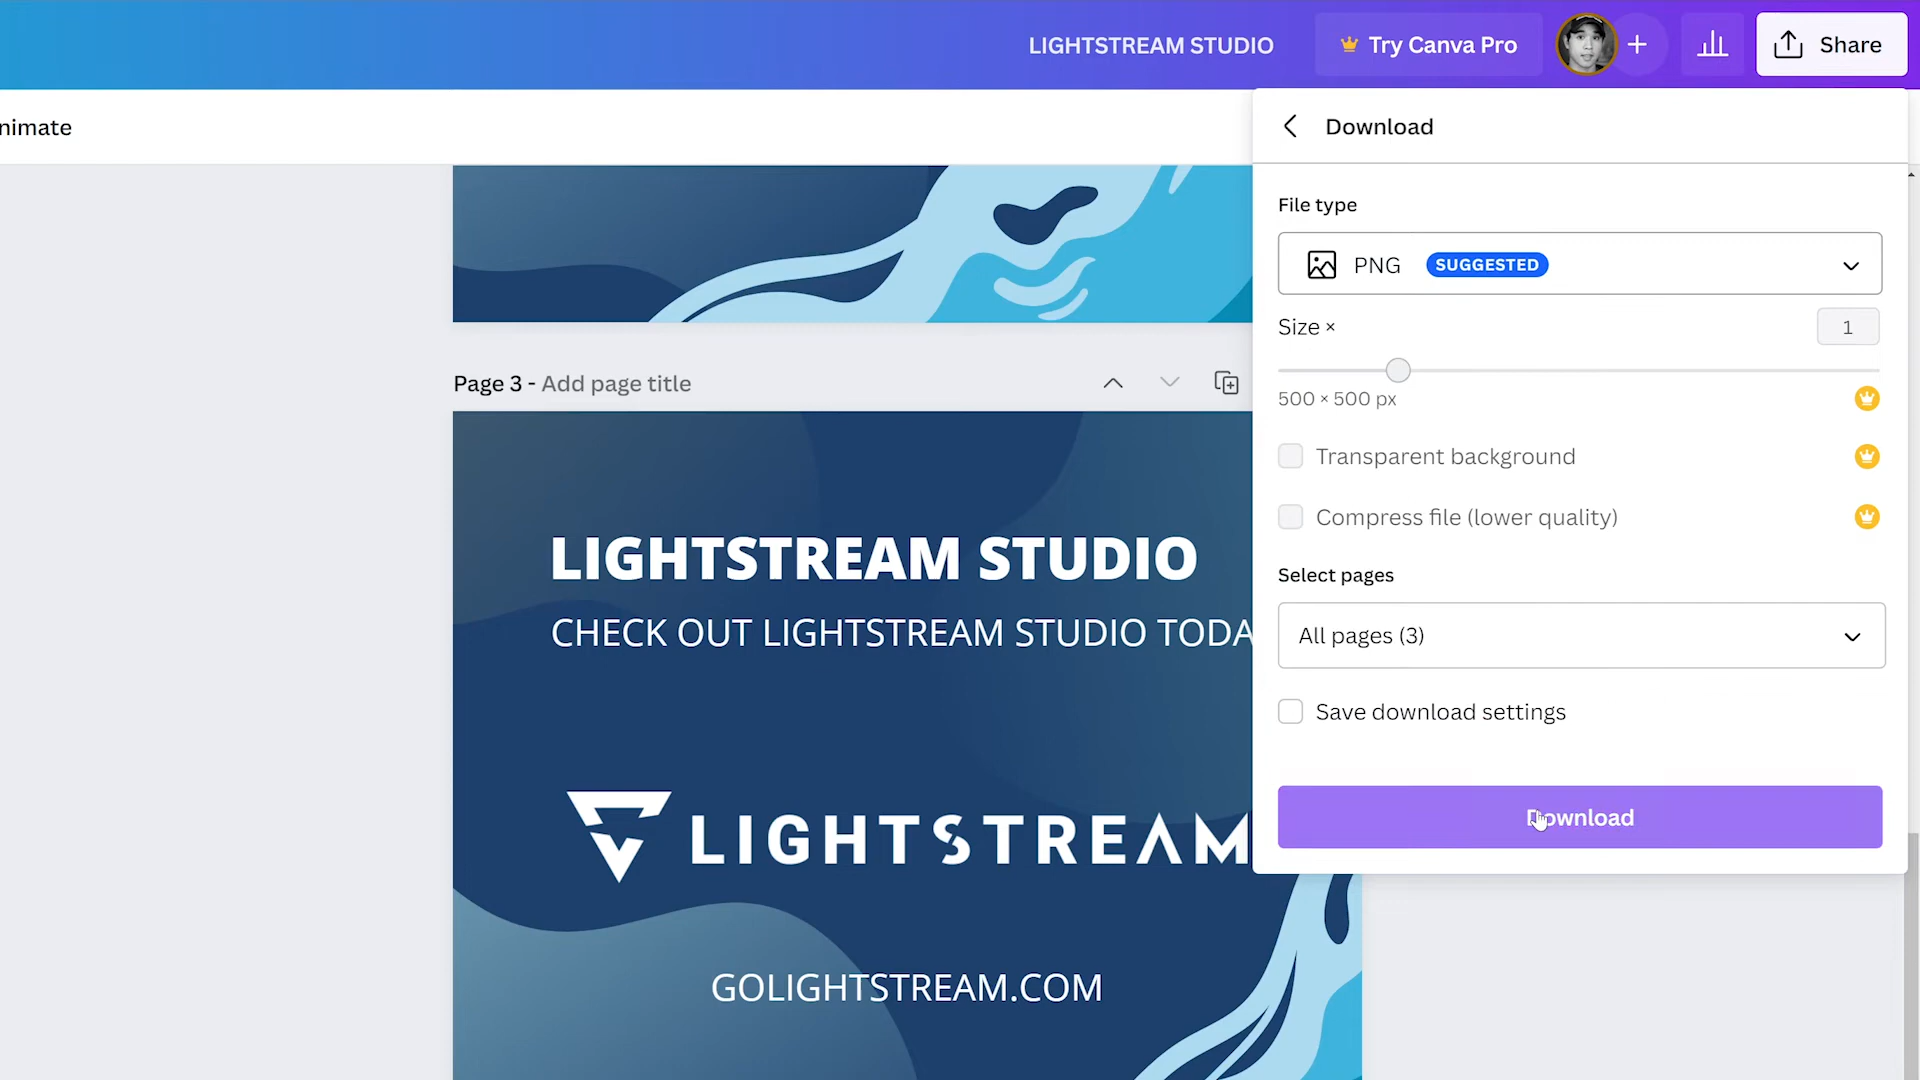 LIGHTSTREAM STUDIO
Try Canva Pro
Share
nimate
Download
File type
PNG
SUGGESTED
Size ×
1
500 × 500 px
Transparent background
Compress file (lower quality)
Select pages
All pages (3)
Save download settings
Download
Page 3 - Add page title
LIGHTSTREAM STUDIO
CHECK OUT LIGHTSTREAM STUDIO TODA
LIGHTSTREAM
GOLIGHTSTREAM.COM